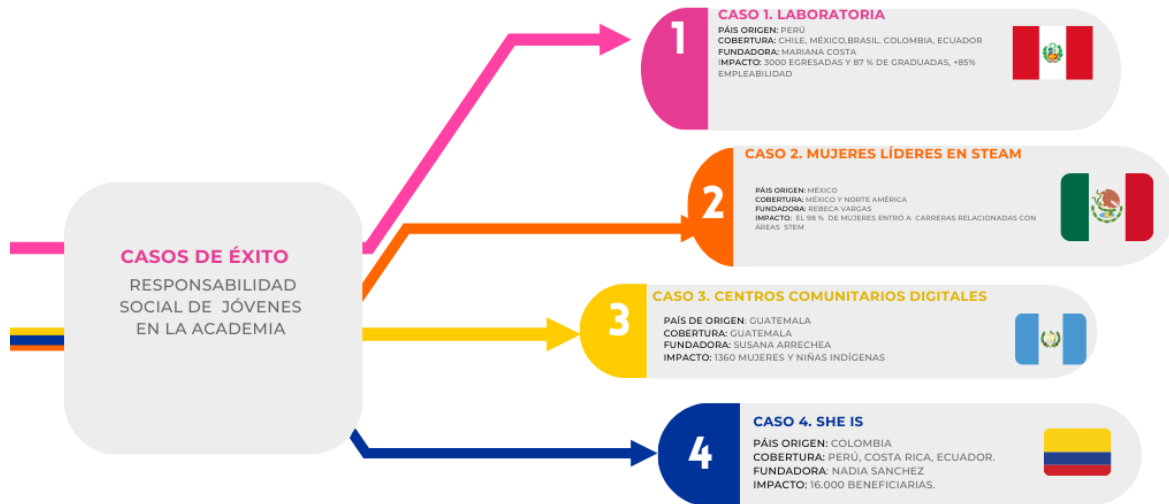 CASOS DE ÉXITO
RESPONSABILIDAD
SOCIAL DE JÓVENES
EN LA ACADEMIA
1
CASO 1. LABORATORIA
PÁIS ORIGEN: PERÚ
COBERTURA: CHILE, MÉXICO,BRASIL. COLOMBIA, ECUADOR
FUNDADORA: MARIANA COSTA
IMPACTO: 3000 EGRESADAS Y 87 % DE GRADUADAS, +85%
EMPLEABILIDAD
2
CASO 2. MUJERES LÍDERES EN STEAM
PÁIS ORIGEN: MÉXICO
COBERTURA: MÉXICO Y NORTE AMÉRICA
FUNDADORA: REBECA VARGAS
IMPACTO: EL 98 % DE MUJERES ENTRÓ A CARRERAS RELACIONADAS CON
ÁREAS STEM
3
CASO 3. CENTROS COMUNITARIOS DIGITALES
PAÍS DE ORIGEN: GUATEMALA
COBERTURA: GUATEMALA
FUNDADORA: SUSANA ARRECHEA
IMPACTO: 1360 MUJERES Y NIÑAS INDÍGENAS
4
CASO 4. SHE IS
PÁIS ORIGEN: COLOMBIA
COBERTURA: PERÚ, COSTA RICA, ECUADOR.
FUNDADORA: NADIA SANCHEZ
IMPACTO: 16.000 BENEFICIARIAS.